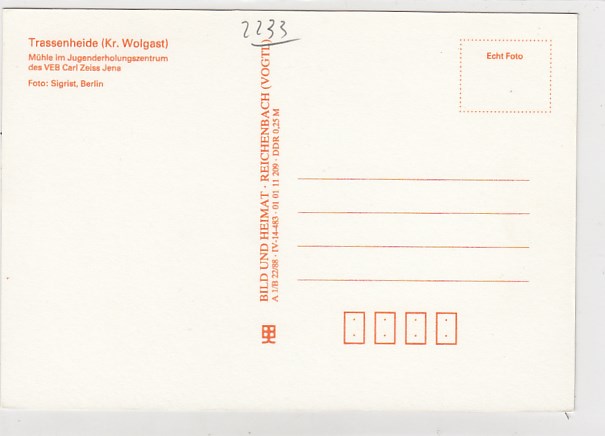 Trassenheide (Kr. Wolgast)
Mühle im Jugenderholungszentrum
des VEB Carl Zeiss Jena
Foto: Sigrist, Berlin
2233
BILD UND HEIMAT · REICHENBACH (VOGTL)
A 1/B 22/88 · IV-14-483 · 01 01 11 209 · DDR 0,25 M
Echt Foto